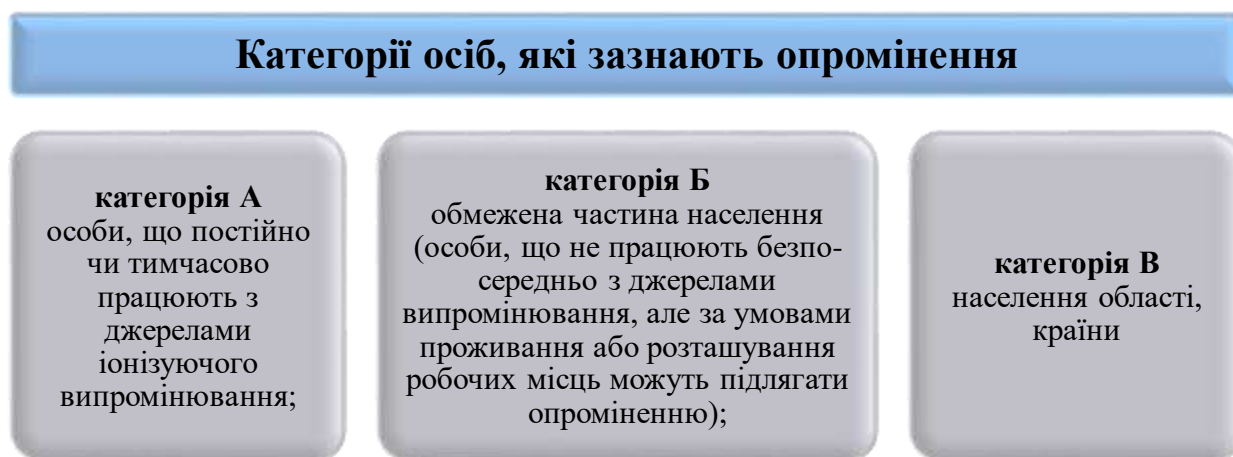 Категорії осіб, які зазнають опромінення
категорія А
особи, що постійно
чи тимчасово
працюють з
джерелами
іонізуючого
випромінювання;
категорія Б
обмежена частина населення
(особи, що не працюють безпо-
середньо з джерелами
випромінювання, але за умовами
проживання або розташування
робочих місць можуть підлягати
опроміненню);
категорія В
населення області,
країни